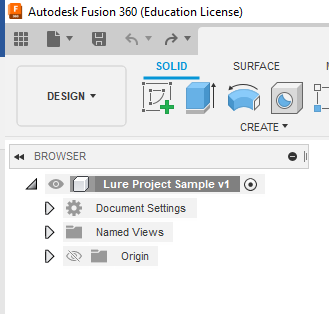 Autodesk Fusion 360 (Education License)
SOLID SURFACE
DESIGN
CREATE
BROWSER
Lure Project Sample v1
Document Settings
Named Views
Origin